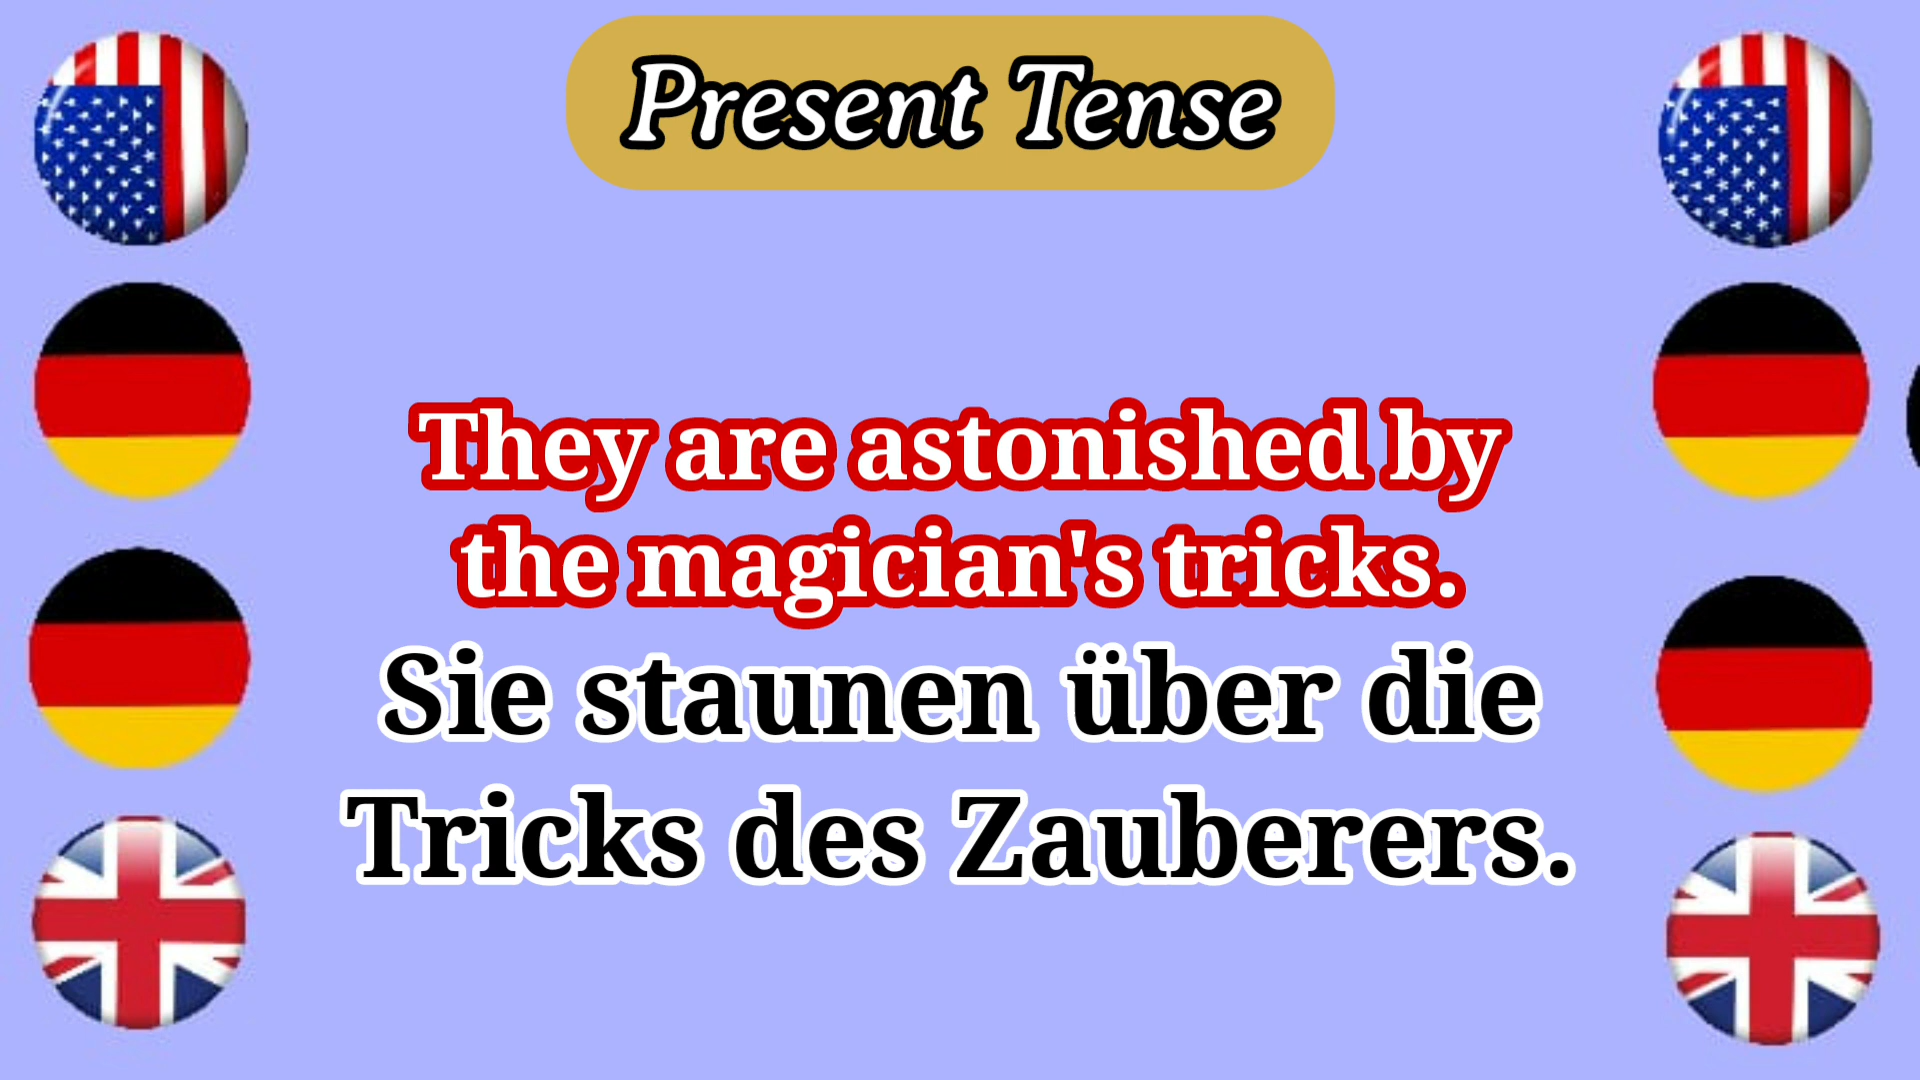 Present Tense
They are astonished by
the magician's tricks.
Sie staunen über die
Tricks des Zauberers.